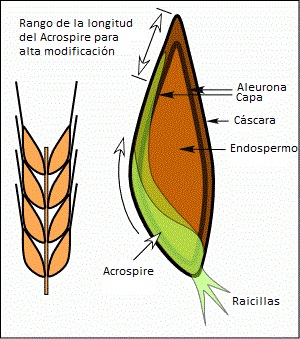 Rango de la longitud
del Acrospire para
alta modificación
Aleurona
Capa
Cáscara
Endospermo
Acrospire
Raicillas